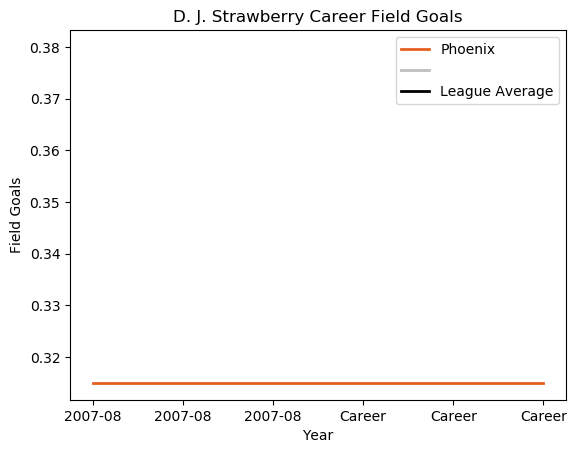 D. J. Strawberry Career Field Goals
Phoenix
League Average
0.38
0.37
0.36
0.35
0.34
0.33
0.32
Field Goals
2007-08 2007-08 2007-08 Career Career Career
Year